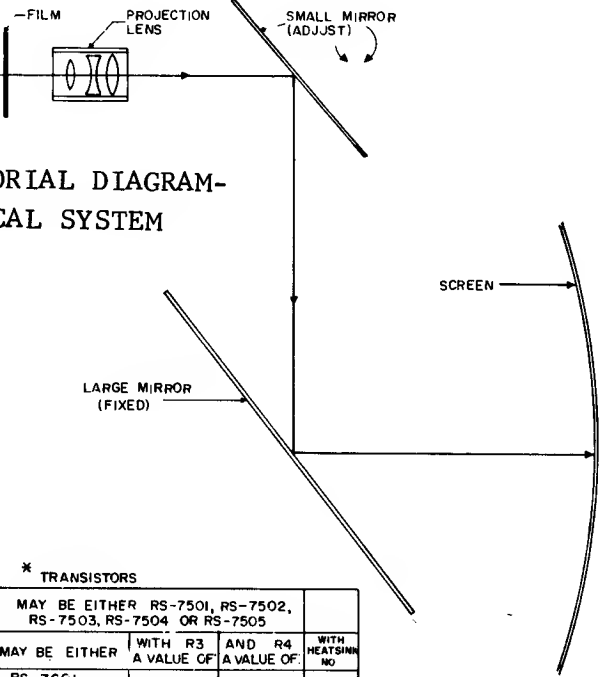 FILM
PROJECTION
LENS
SMALL MIRROR
(ADJUST)
ORIAL DIAGRAM-
CAL SYSTEM
SCREEN
LARGE MIRROR
(FIXED)
* TRANSISTORS
MAY BE EITHER RS-7501, RS-7502,
RS-7503, RS-7504 OR RS-7505
MAY BE EITHER
WITH R3
A VALUE OF
AND R4
A VALUE OF:
WITH
HEATSINK
NO